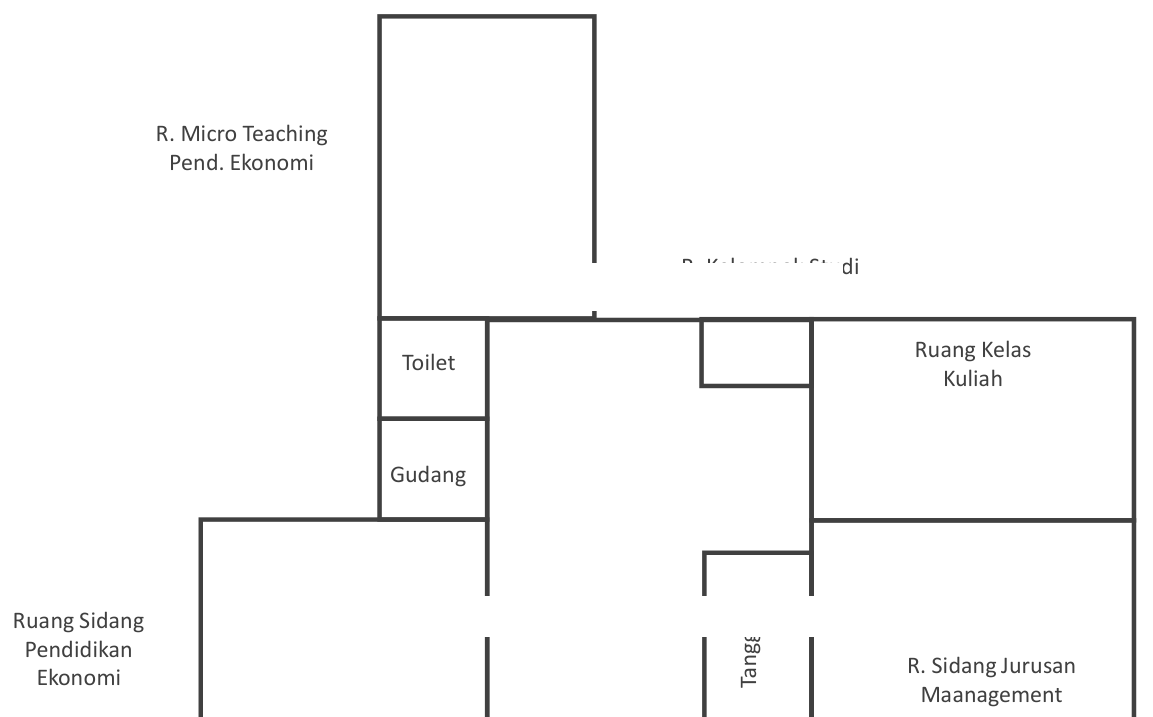 R. Micro Teaching
Pend. Ekonomi
Toilet
Ruang Kelas
Kuliah
Gudang
Ruang Sidang
Pendidikan
Ekonomi
R. Sidang Jurusan
Maanagement